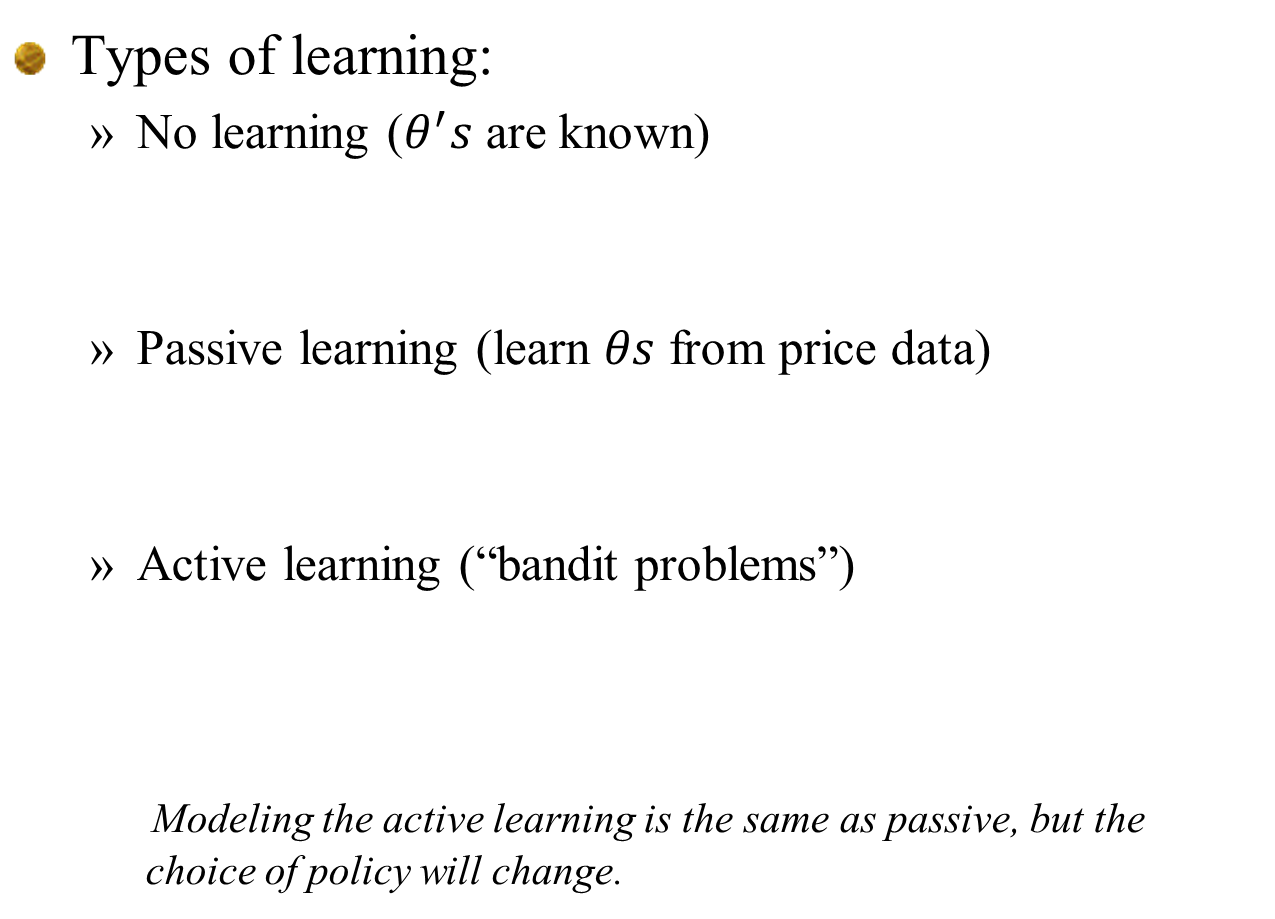 Types of learning:
» No learning (θ's are known)
» Passive learning (learn θs from price data)
» Active learning (“bandit problems”)
Modeling the active learning is the same as passive, but the
choice of policy will change.